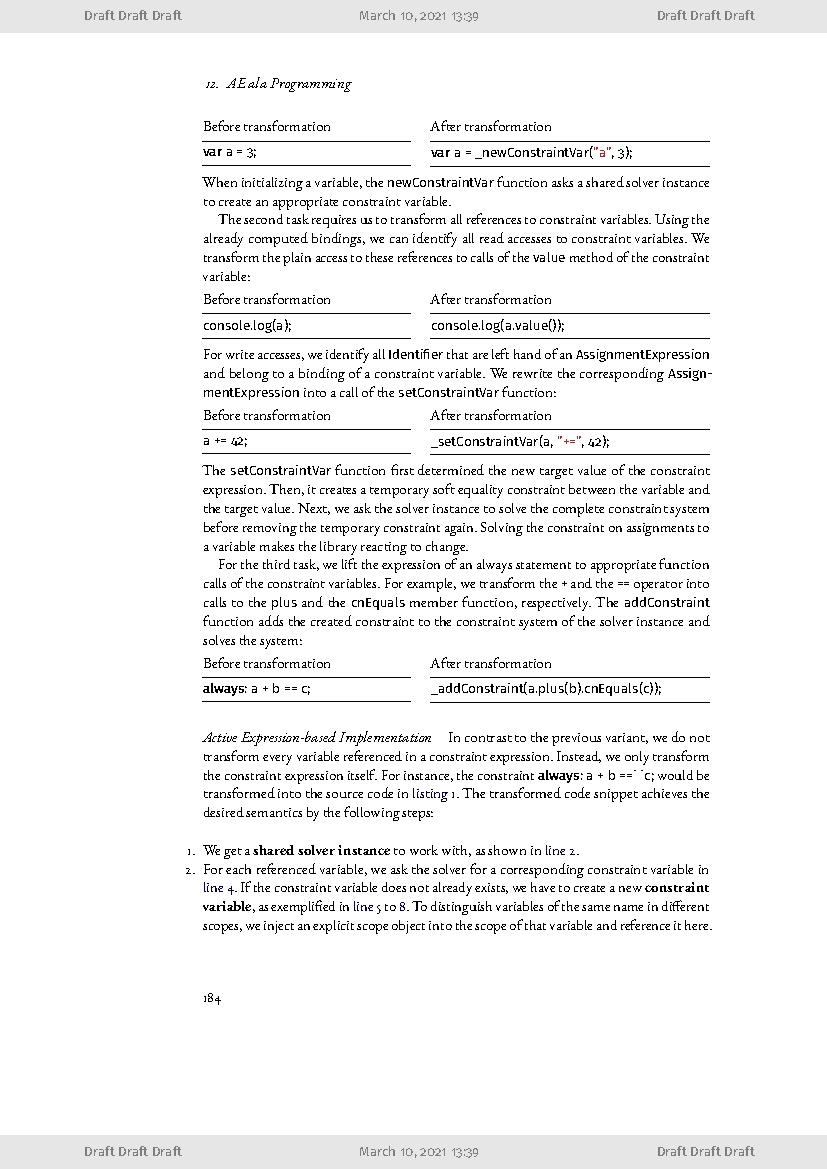 Draft Draft Draft March 10, 2021 13:39 Draft Draft Draft
12. AEala Programming
Before transformation After transformation
var a = 3; var a = _newConstraintVar("a", 3);
When initializing a variable, the newConstraintVar function asks a shared solver instance
to create an appropriate constraint variable.
The second task requires us to transform all references to constraint variables. Using the
already computed bindings, we can identify all read accesses to constraint variables. We
transform the plain access to these references to calls of the value method of the constraint
variable:
Before transformation After transformation
console.log(a); console.log(a.value());
For write accesses, we identify all Identifier that are left hand of an AssignmentExpression
and belong to a binding of a constraint variable. We rewrite the corresponding Assign-
mentExpression into a call of the setConstraintVar function:
Before transformation After transformation
a += 42; _setConstraintVar(a, "+=", 42);
The setConstraintVar function first determined the new target value of the constraint
expression. Then, it creates a temporary soft equality constraint between the variable and
the target value. Next, we ask the solver instance to solve the complete constraint system
before removing the temporary constraint again. Solving the constraint on assignments to
a variable makes the library reacting to change.
For the third task, we lift the expression of an always statement to appropriate function
calls of the constraint variables. For example, we transform the + and the == operator into
calls to the plus and the cnEquals member function, respectively. The addConstraint
function adds the created constraint to the constraint system of the solver instance and
solves the system:
Before transformation After transformation
always: a + b == c; _addConstraint(a.plus(b).cnEquals(c));
Active Expression-based Implementation In contrast to the previous variant, we do not
transform every variable referenced in a constraint expression. Instead, we only transform
the constraint expression itself. For instance, the constraint always: a + b ==``c; would be
transformed into the source code in listing 1. The transformed code snippet achieves the
desired semantics by the following steps:
1. We get a shared solver instance to work with, as shown in line 2.
2. For each referenced variable, we ask the solver for a corresponding constraint variable in
line 4. If the constraint variable does not already exists, we have to create a new constraint
variable, as exemplified in line 5 to 8. To distinguish variables of the same name in different
scopes, we inject an explicit scope object into the scope of that variable and reference it here.
184
Draft Draft Draft March 10, 2021 13:39 Draft Draft Draft